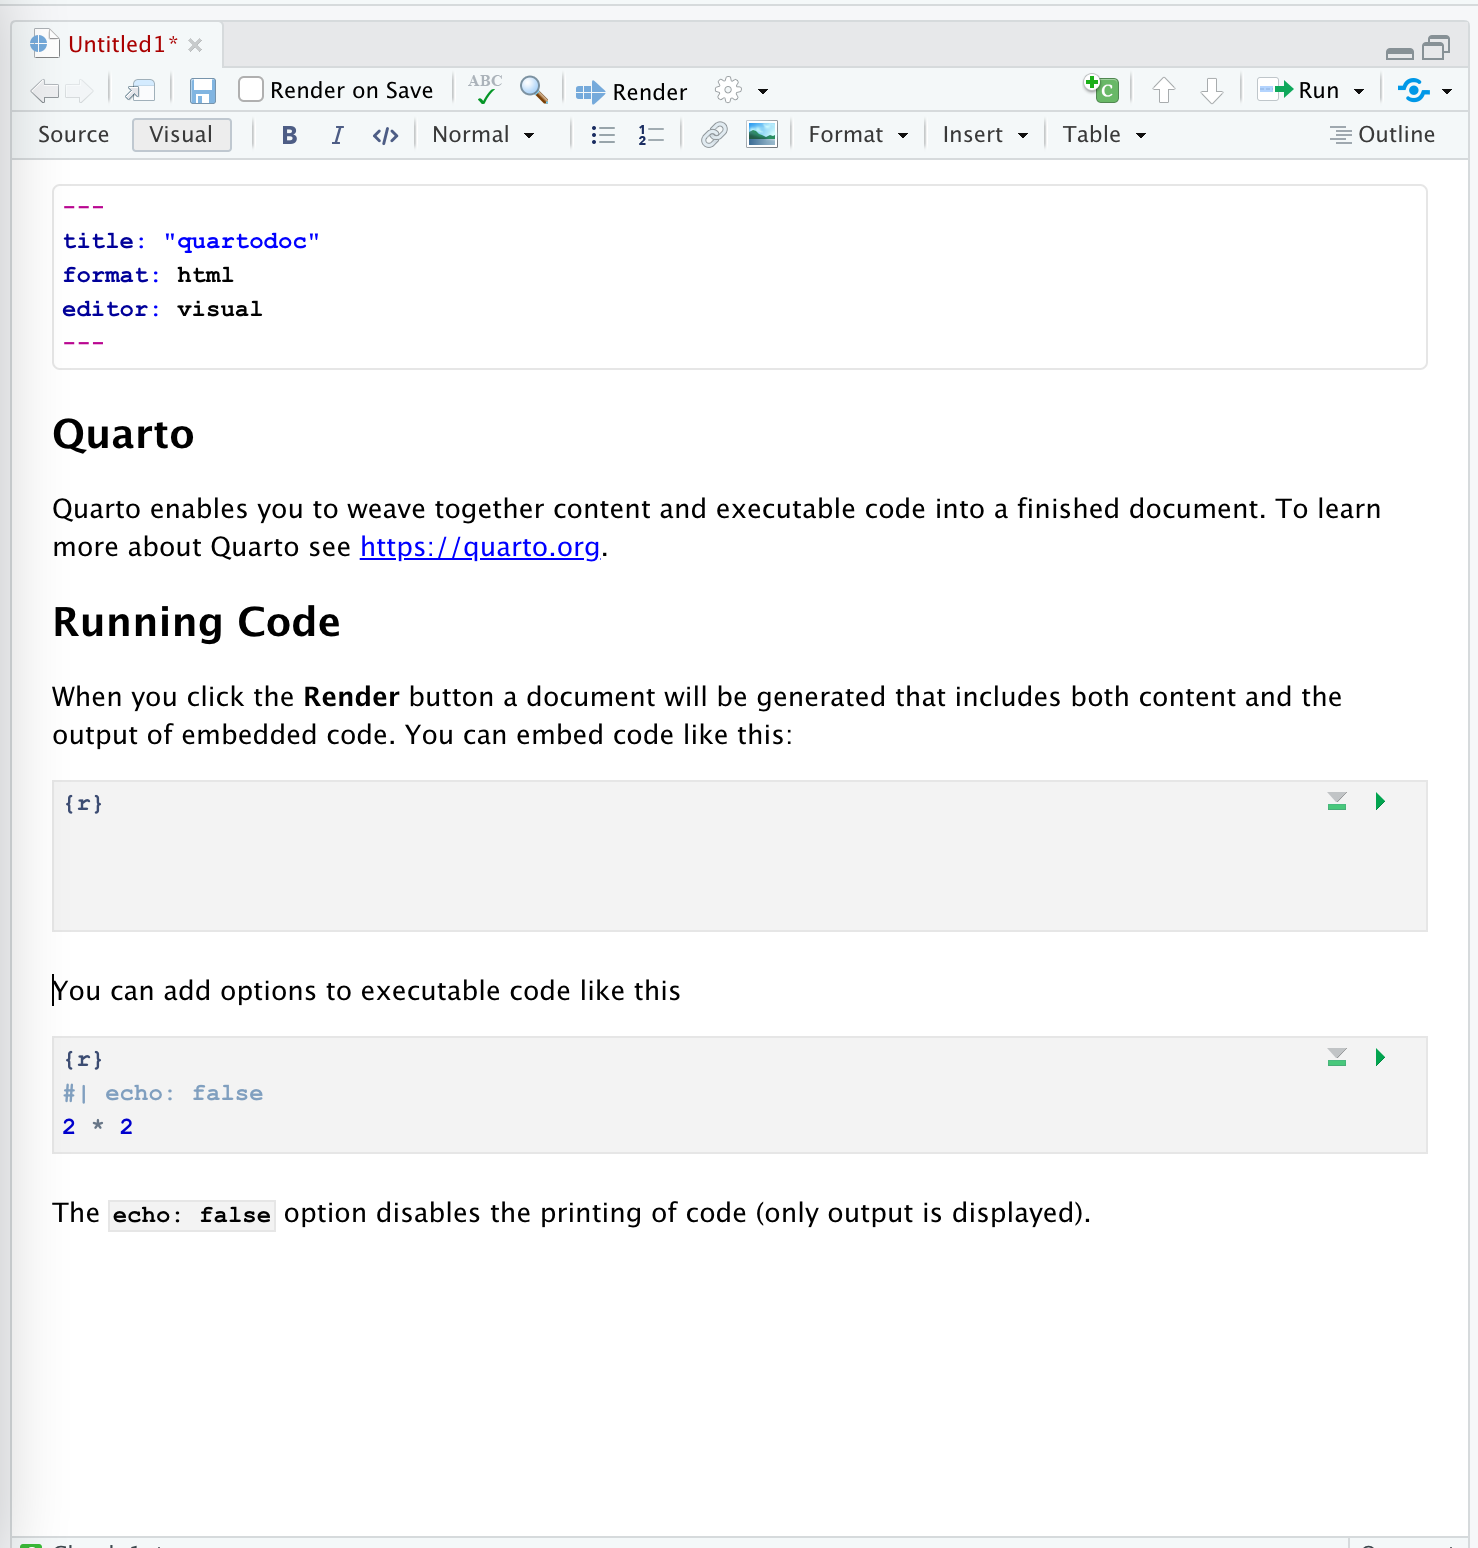 Untitled1*
Render on Save ABC Render C Run
Source Visual B I </> Normal Format Insert Table Outline
---
title: "quartodoc"
format: html
editor: visual
---
Quarto
Quarto enables you to weave together content and executable code into a finished document. To learn
more about Quarto see https://quarto.org.
Running Code
When you click the Render button a document will be generated that includes both content and the
output of embedded code. You can embed code like this:
{r}
You can add options to executable code like this
{r}
#| echo: false
2 * 2
The echo: false option disables the printing of code (only output is displayed).